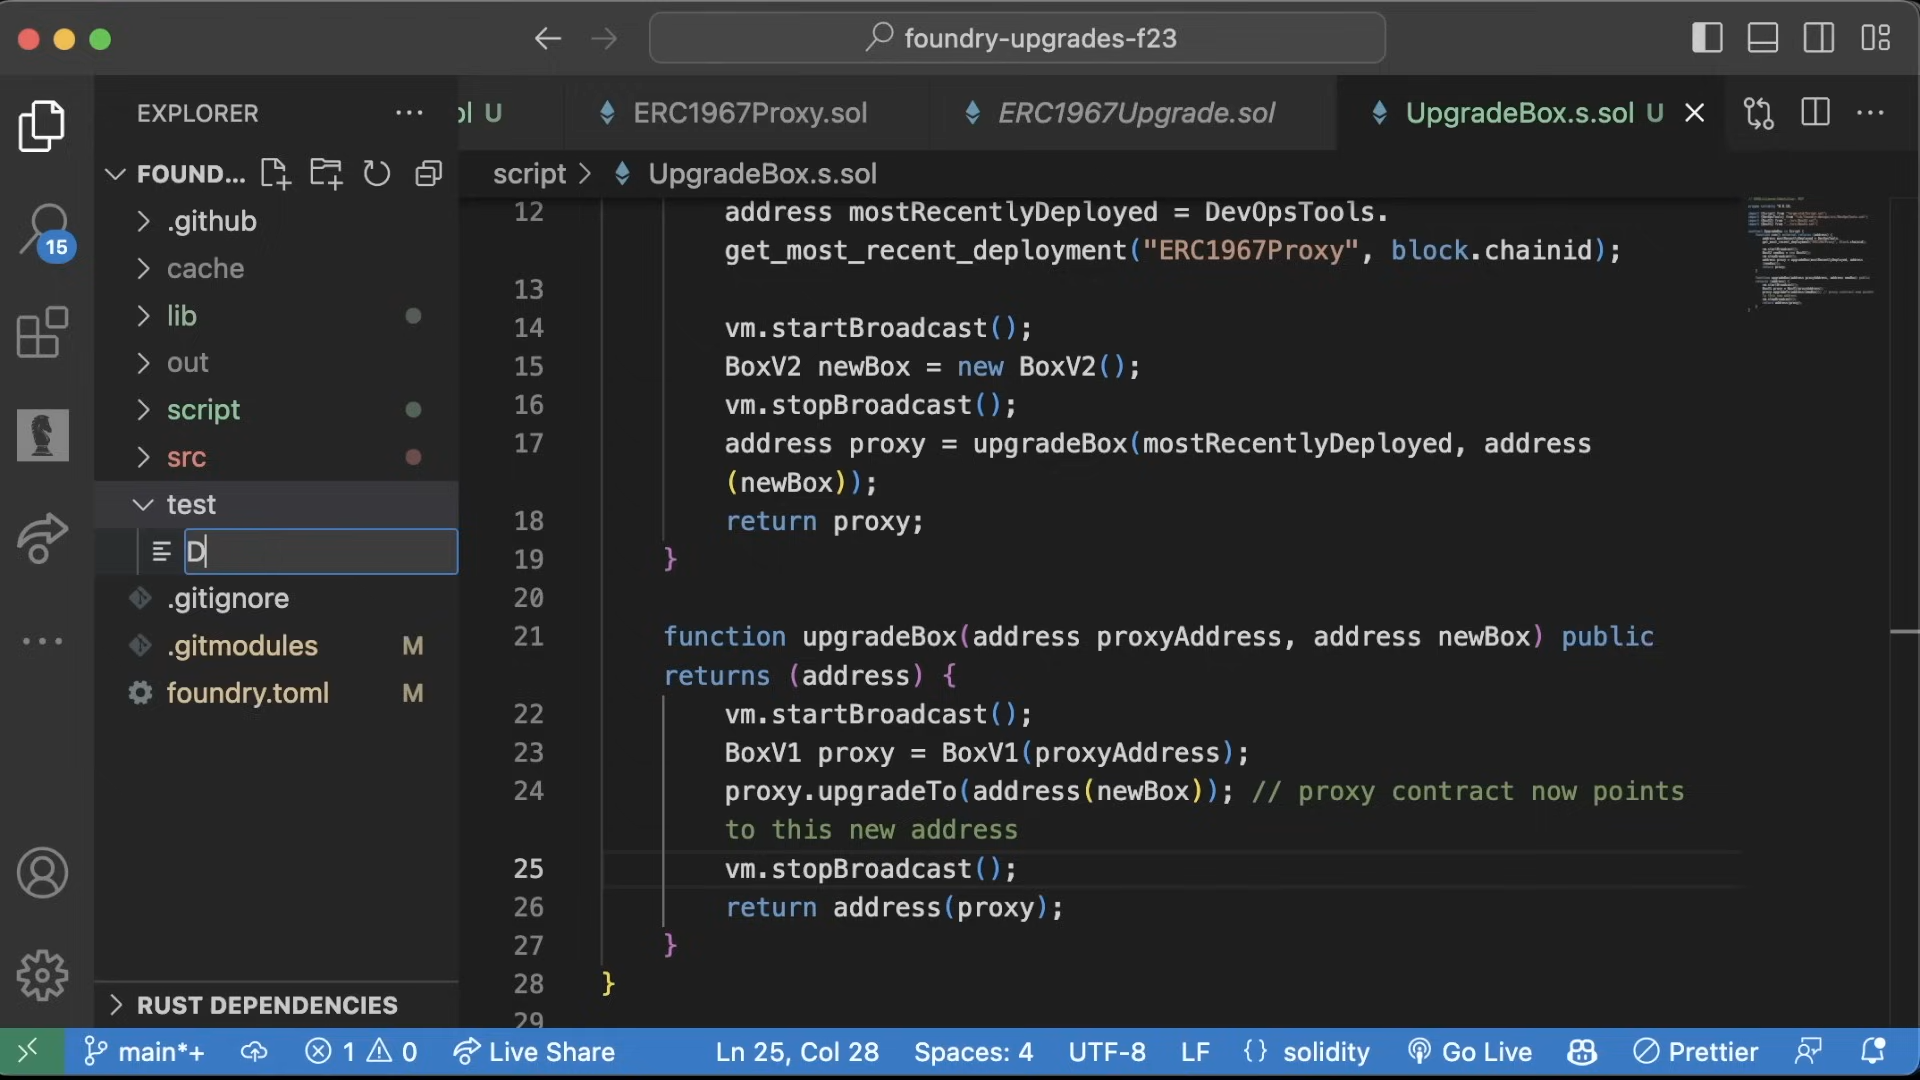 foundry-upgrades-f23
EXPLORER
ol U
ERC1967Proxy.sol
ERC1967Upgrade.sol
UpgradeBox.s.sol U
FOUND...
script > UpgradeBox.s.sol
.github
cache
lib
out
script
src
test
D
.gitignore
.gitmodules M
foundry.toml M
RUST DEPENDENCIES
15
12 address mostRecentlyDeployed = DevOpsTools.
get_most_recent_deployment("ERC1967Proxy", block.chainid);
13
14 vm.startBroadcast();
15 BoxV2 newBox = new BoxV2();
16 vm.stopBroadcast();
17 address proxy = upgradeBox(mostRecentlyDeployed, address
(newBox));
18 return proxy;
19 }
20
21 function upgradeBox(address proxyAddress, address newBox) public
returns (address) {
22 vm.startBroadcast();
23 BoxV1 proxy = BoxV1(proxyAddress);
24 proxy.upgradeTo(address(newBox)); // proxy contract now points
to this new address
25 vm.stopBroadcast();
26 return address(proxy);
27 }
28 }
29
main*+
1
0
Live Share
Ln 25, Col 28
Spaces: 4
UTF-8
LF
{} solidity
Go Live
Prettier